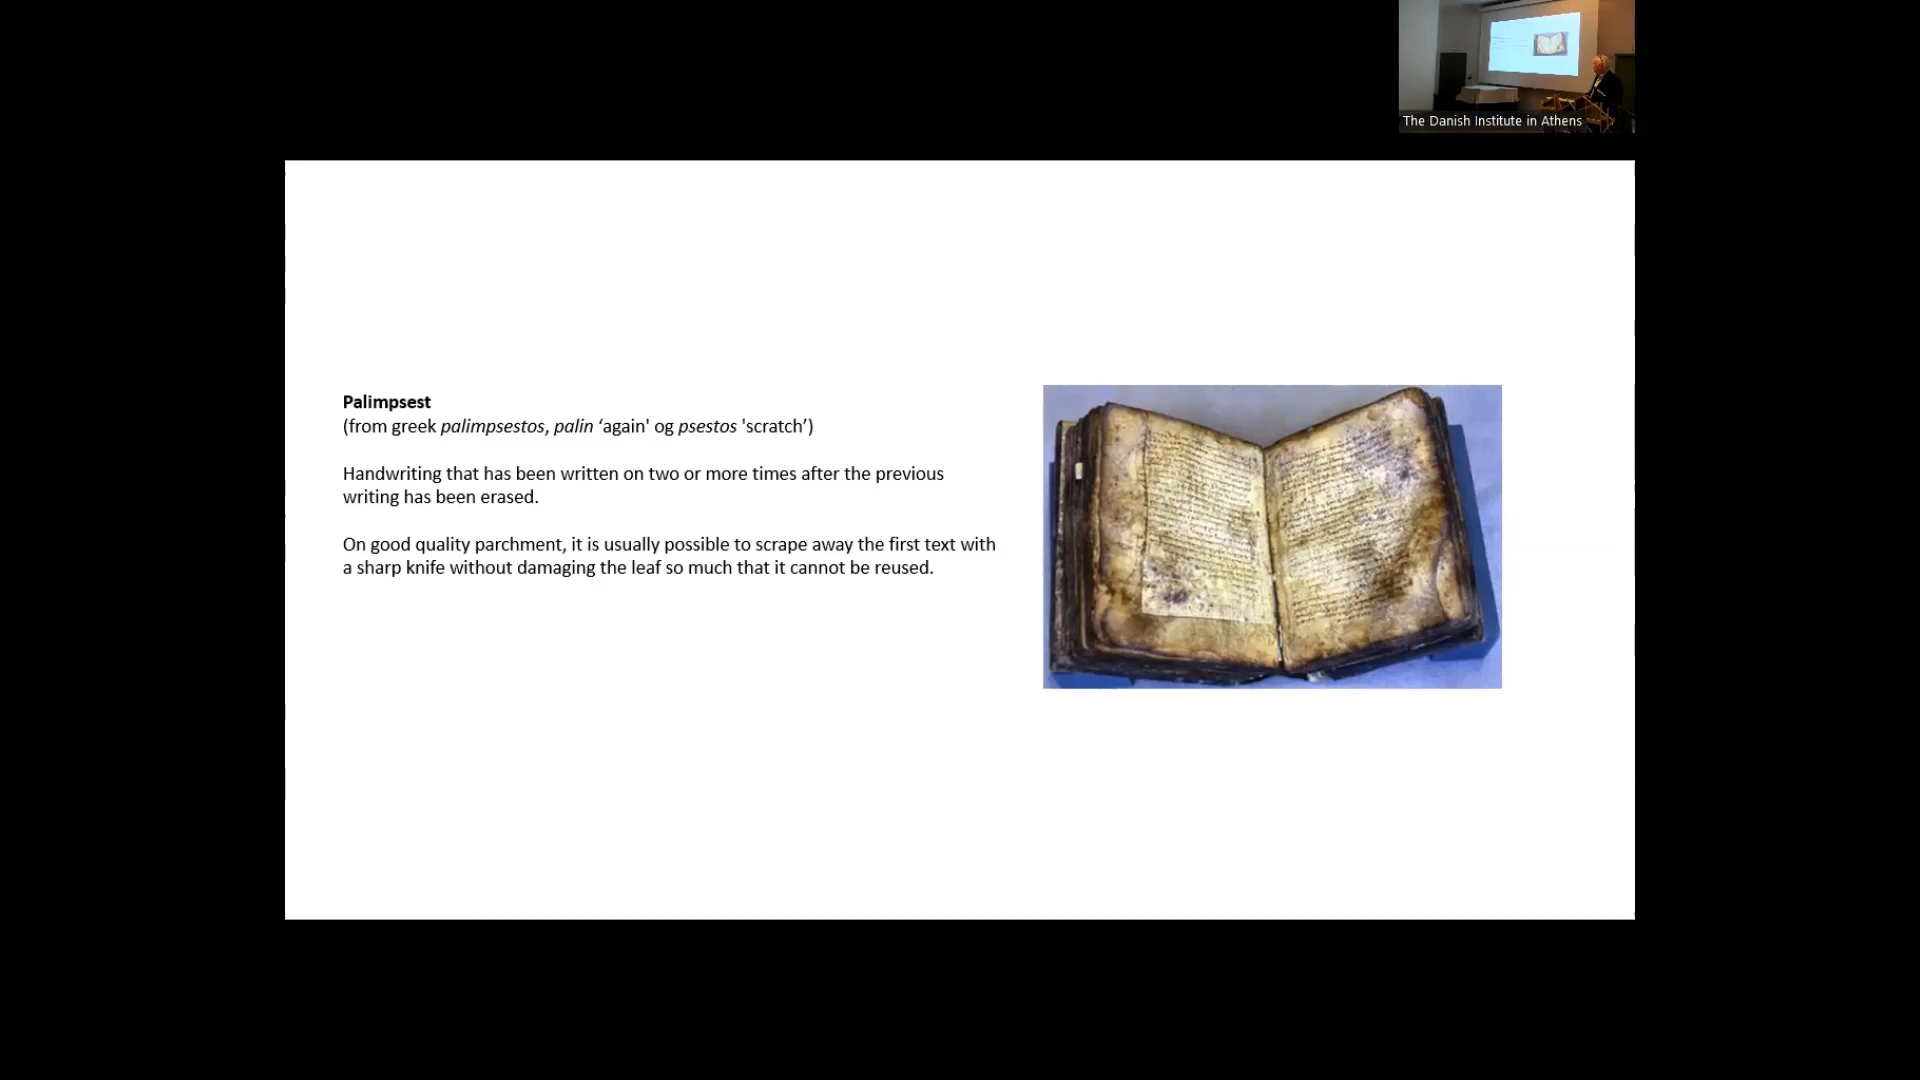 The Danish Institute in Athens
Palimpsest
(from greek palimpsestos, palin ‘again' og psestos 'scratch’)
Handwriting that has been written on two or more times after the previous
writing has been erased.
On good quality parchment, it is usually possible to scrape away the first text with
a sharp knife without damaging the leaf so much that it cannot be reused.